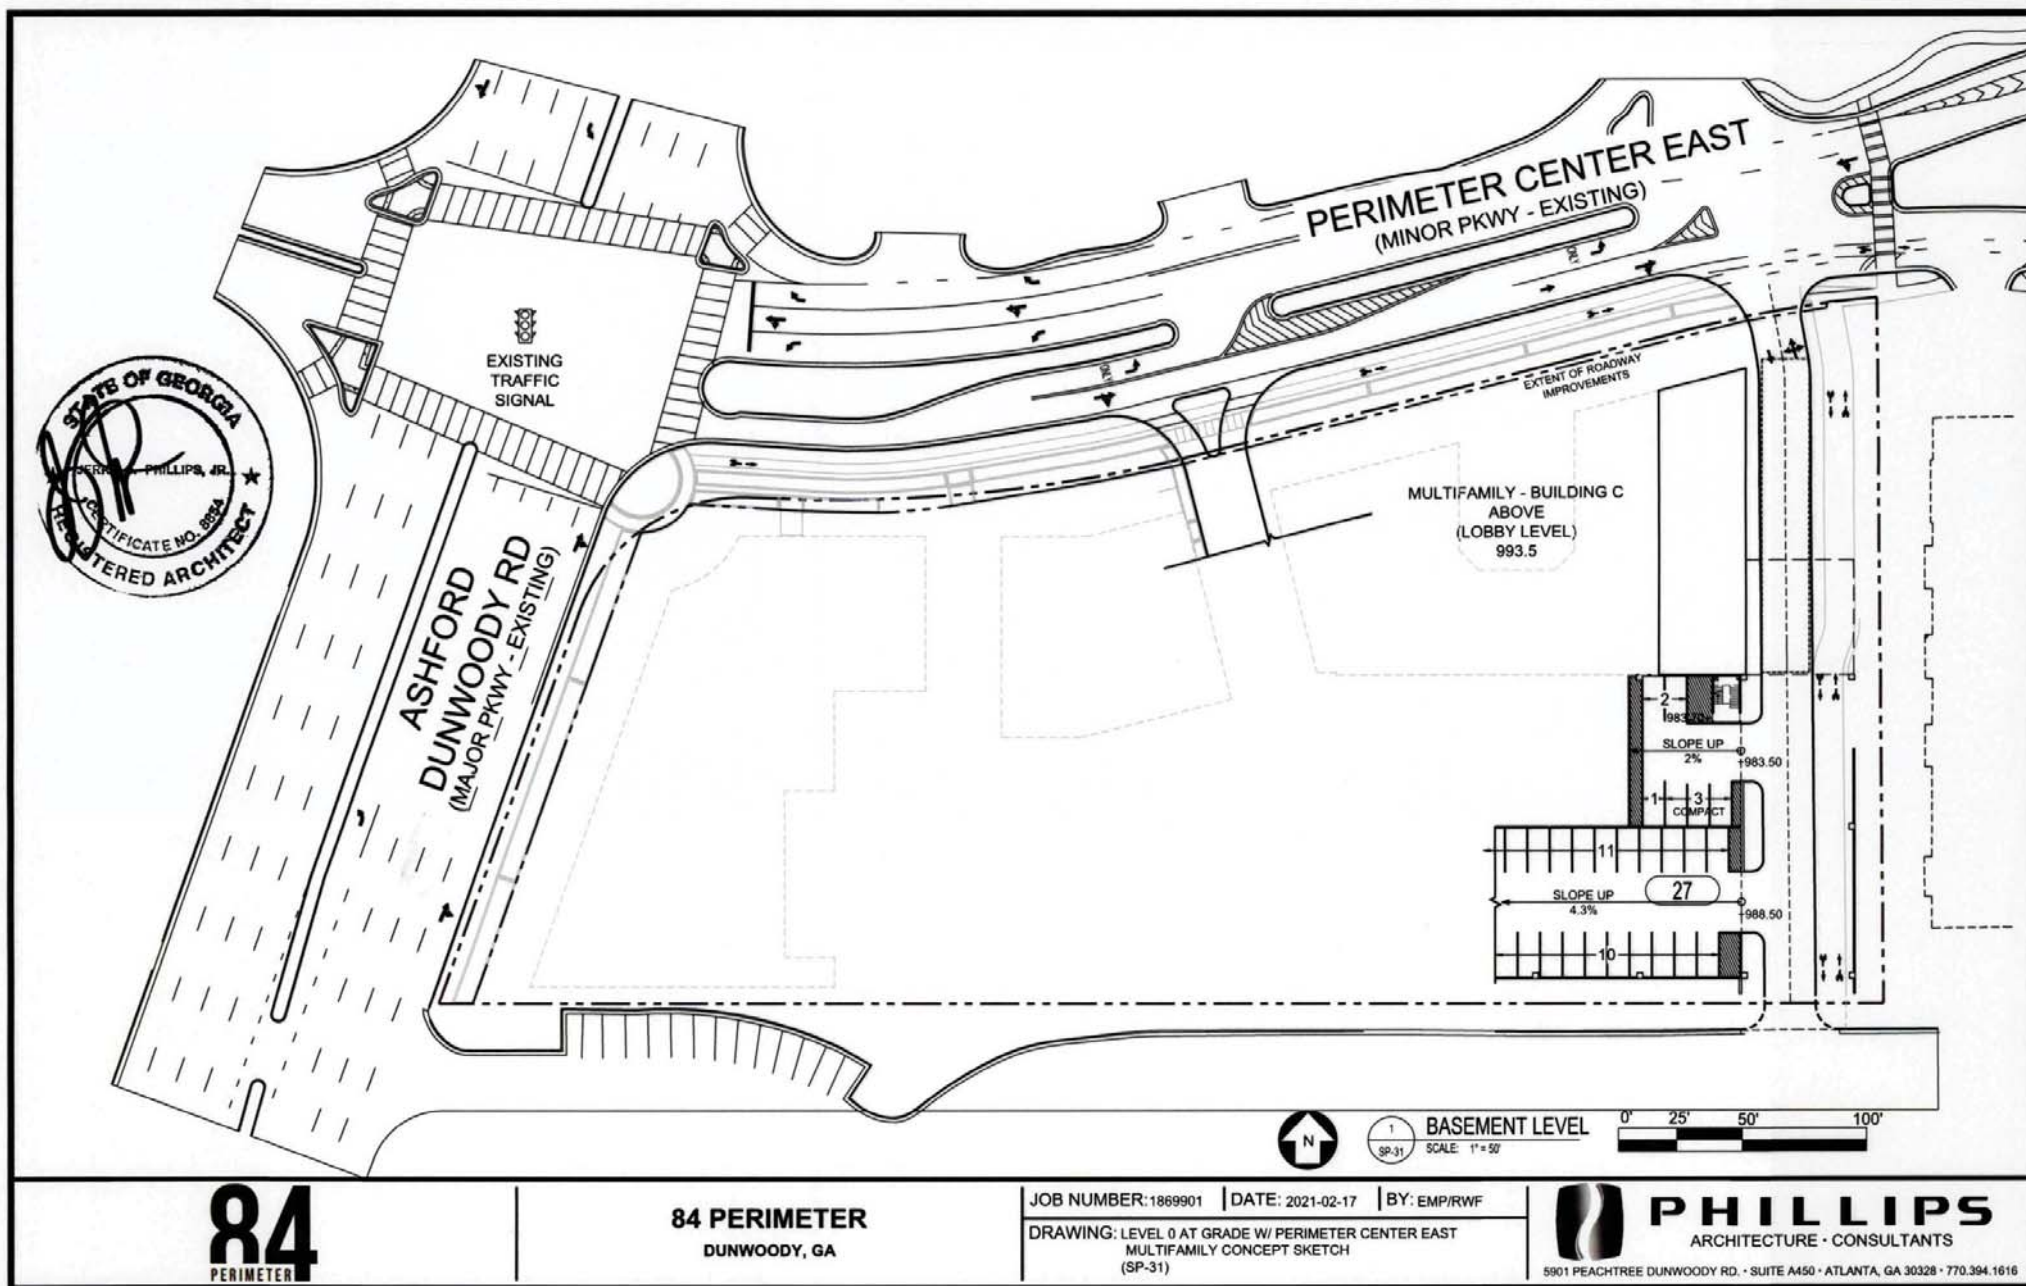 PERIMETER CENTER EAST
(MINOR PKWY - EXISTING)
ONLY
ONLY
EXISTING
TRAFFIC
SIGNAL
EXTENT OF ROADWAY
IMPROVEMENTS
STATE OF GEORGIA
PHILLIPS, JR.
CERTIFICATE NO. 8854
REGISTERED ARCHITECT
ASHFORD
DUNWOODY RD
(MAJOR PKWY - EXISTING)
MULTIFAMILY - BUILDING C
ABOVE
(LOBBY LEVEL)
993.5
2
SLOPE UP
2%
983.50
1
3
COMPACT
11
27
SLOPE UP
4.3%
988.50
10
N
1
SP-31
BASEMENT LEVEL
SCALE: 1" = 50'
0' 25' 50' 100'
84
PERIMETER
84 PERIMETER
DUNWOODY, GA
JOB NUMBER: 1869901 DATE: 2021-02-17 BY: EMP/RWF
DRAWING: LEVEL 0 AT GRADE W/ PERIMETER CENTER EAST
MULTIFAMILY CONCEPT SKETCH
(SP-31)
PHILLIPS
ARCHITECTURE · CONSULTANTS
5901 PEACHTREE DUNWOODY RD. · SUITE A450 · ATLANTA, GA 30328 · 770.394.1616